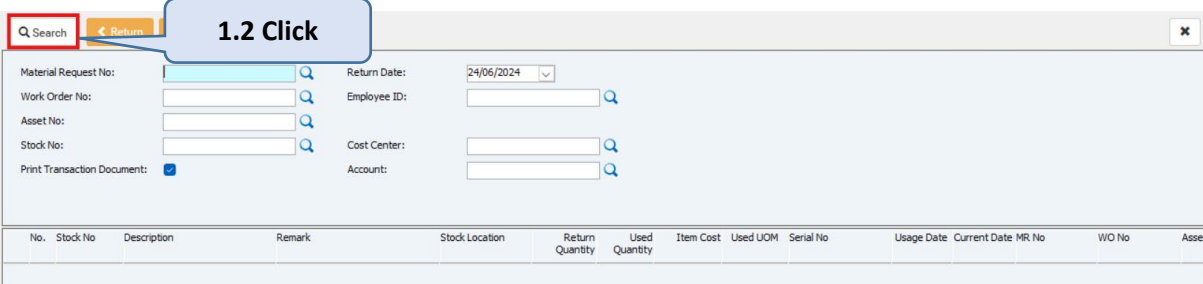 Search
Return
1.2 Click
Material Request No:
Return Date: 24/06/2024
Work Order No:
Employee ID:
Asset No:
Stock No:
Cost Center:
Print Transaction Document:
Account:
No. Stock No Description Remark Stock Location Return Quantity Used Quantity Item Cost Used UOM Serial No Usage Date Current Date MR No WO No Asse